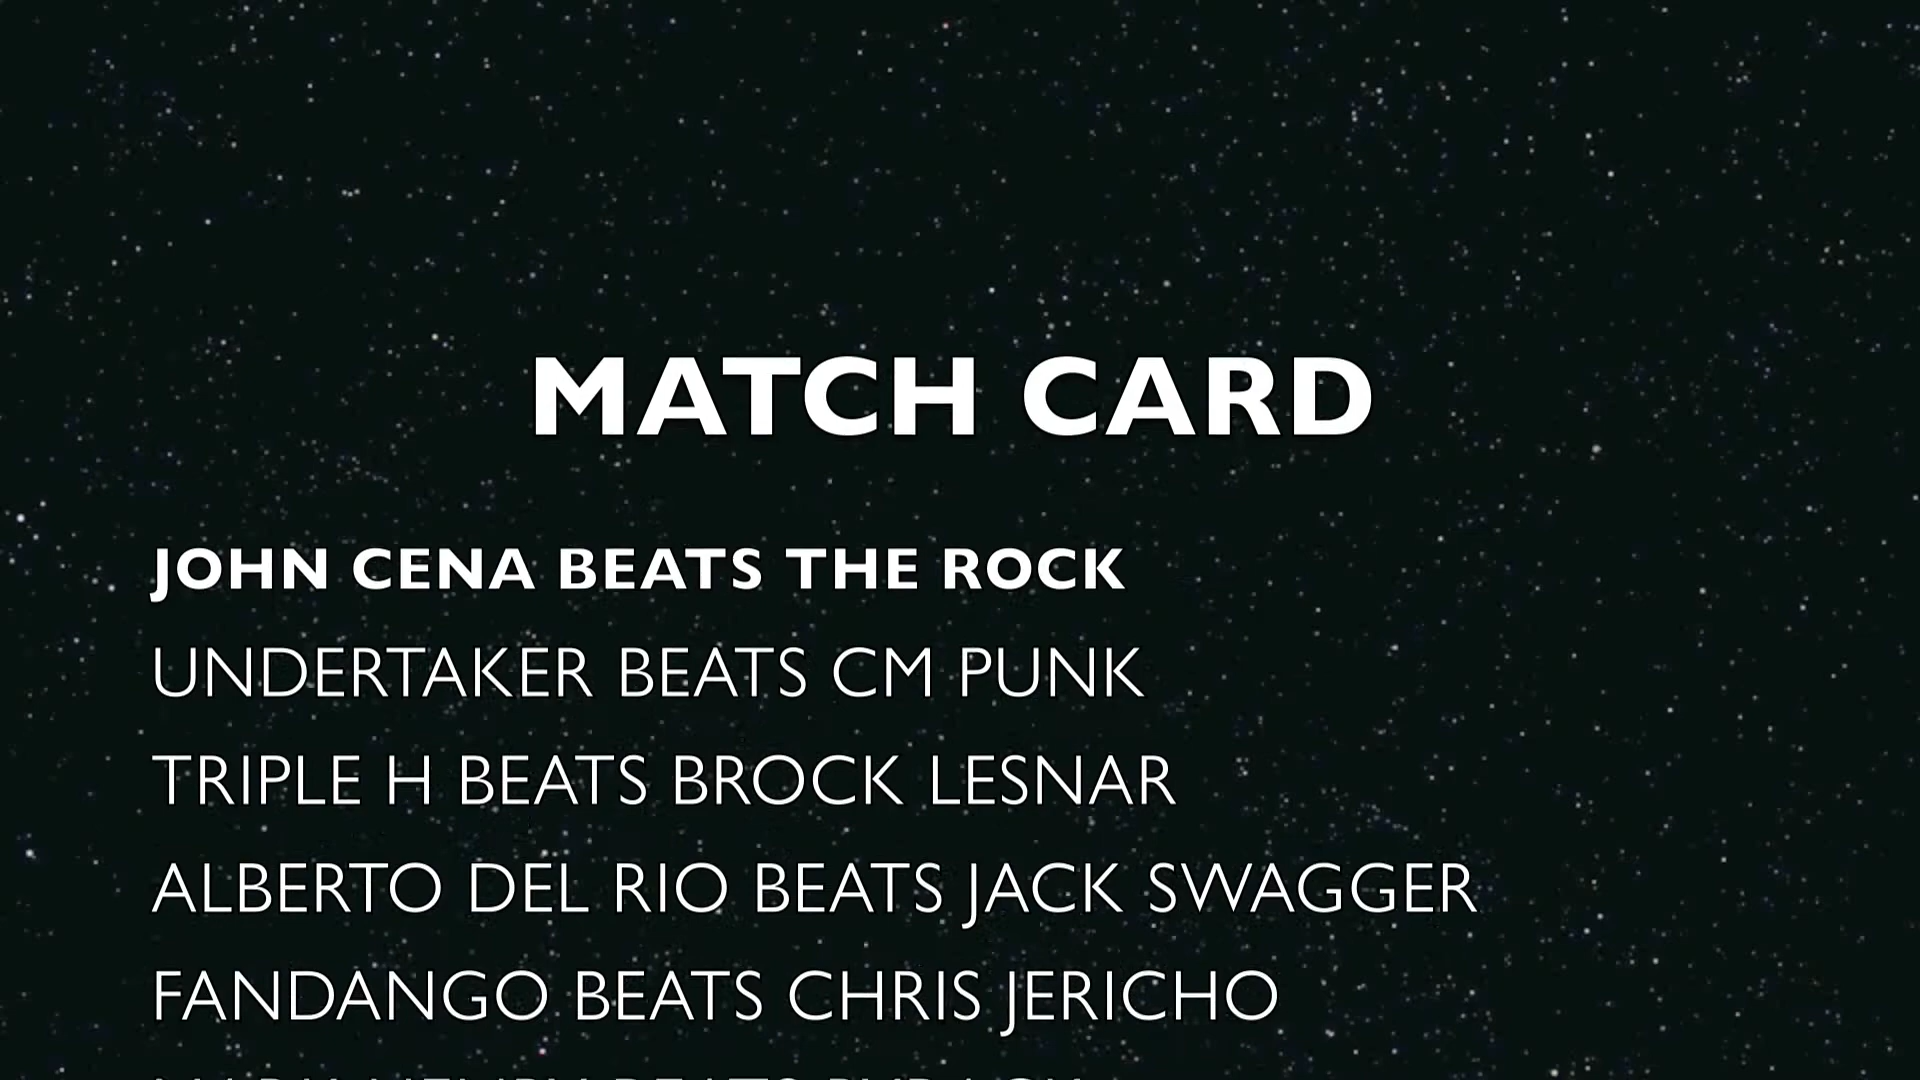 MATCH CARD
JOHN CENA BEATS THE ROCK
UNDERTAKER BEATS CM PUNK
TRIPLE H BEATS BROCK LESNAR
ALBERTO DEL RIO BEATS JACK SWAGGER
FANDANGO BEATS CHRIS JERICHO